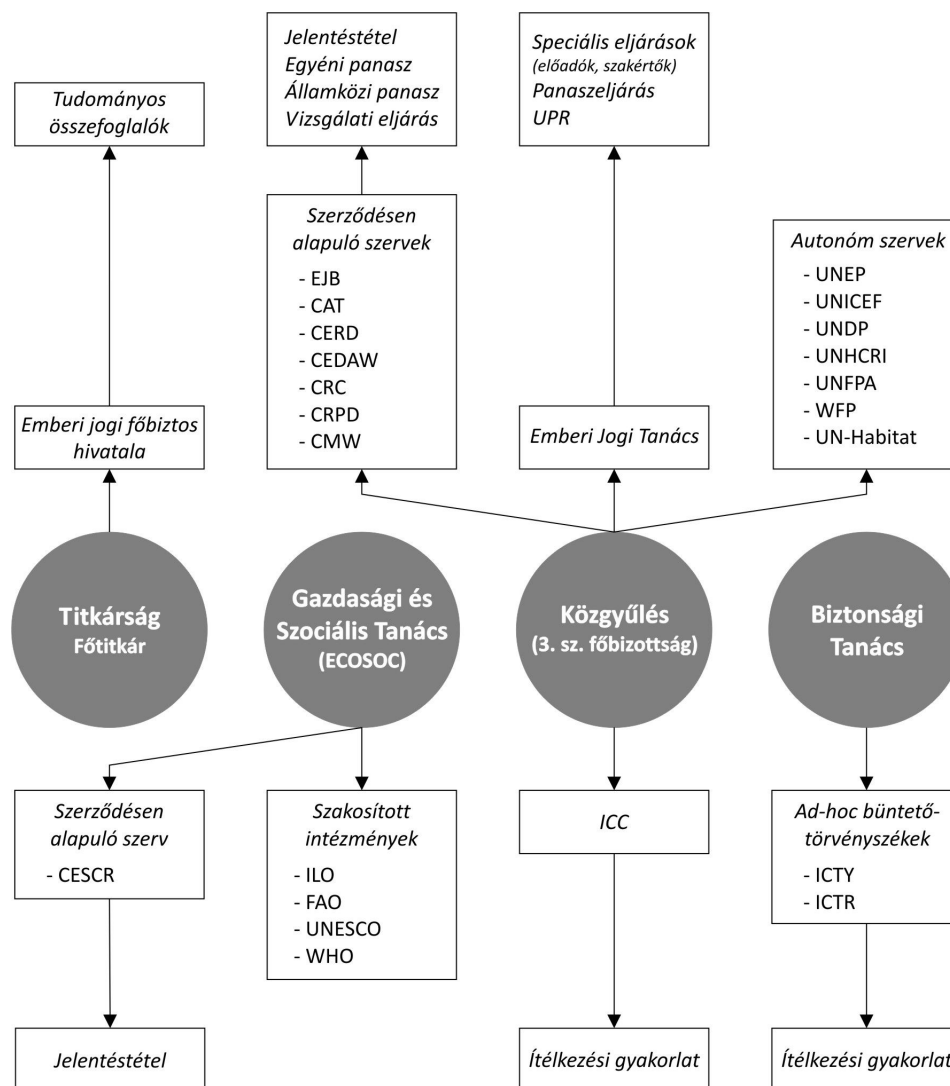 Tudományos
összefoglalók
Jelentéstétel
Egyéni panasz
Államközi panasz
Vizsgálati eljárás
Speciális eljárások
(előadók, szakértők)
Panaszeljárás
UPR
Szerződésen
alapuló szervek
- EJB
- CAT
- CERD
- CEDAW
- CRC
- CRPD
- CMW
Autonóm szervek
- UNEP
- UNICEF
- UNDP
- UNHCRI
- UNFPA
- WFP
- UN-Habitat
Emberi jogi főbiztos
hivatala
Emberi Jogi Tanács
Titkárság
Főtitkár
Gazdasági és
Szociális Tanács
(ECOSOC)
Közgyűlés
(3. sz. főbizottság)
Biztonsági
Tanács
Szerződésen
alapuló szerv
- CESCR
Szakosított
intézmények
- ILO
- FAO
- UNESCO
- WHO
ICC
Ad-hoc büntető-
törvényszékek
- ICTY
- ICTR
Jelentéstétel
Ítélkezési gyakorlat
Ítélkezési gyakorlat